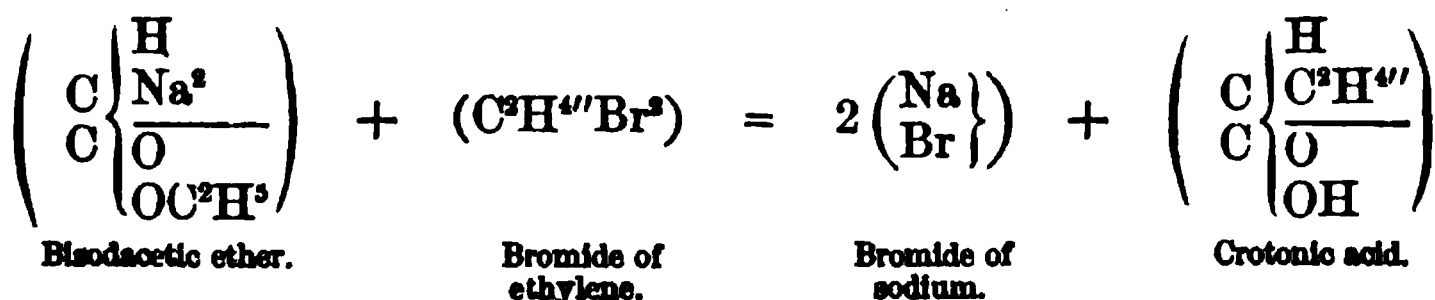 ( C C { H Na² O OC²H⁵ ) + (C²H⁴″Br²) = 2 ( Na Br } ) + ( C C { H C²H⁴″ O OH )
Bisodacetic ether.
Bromide of ethylene.
Bromide of sodium.
Crotonic acid.